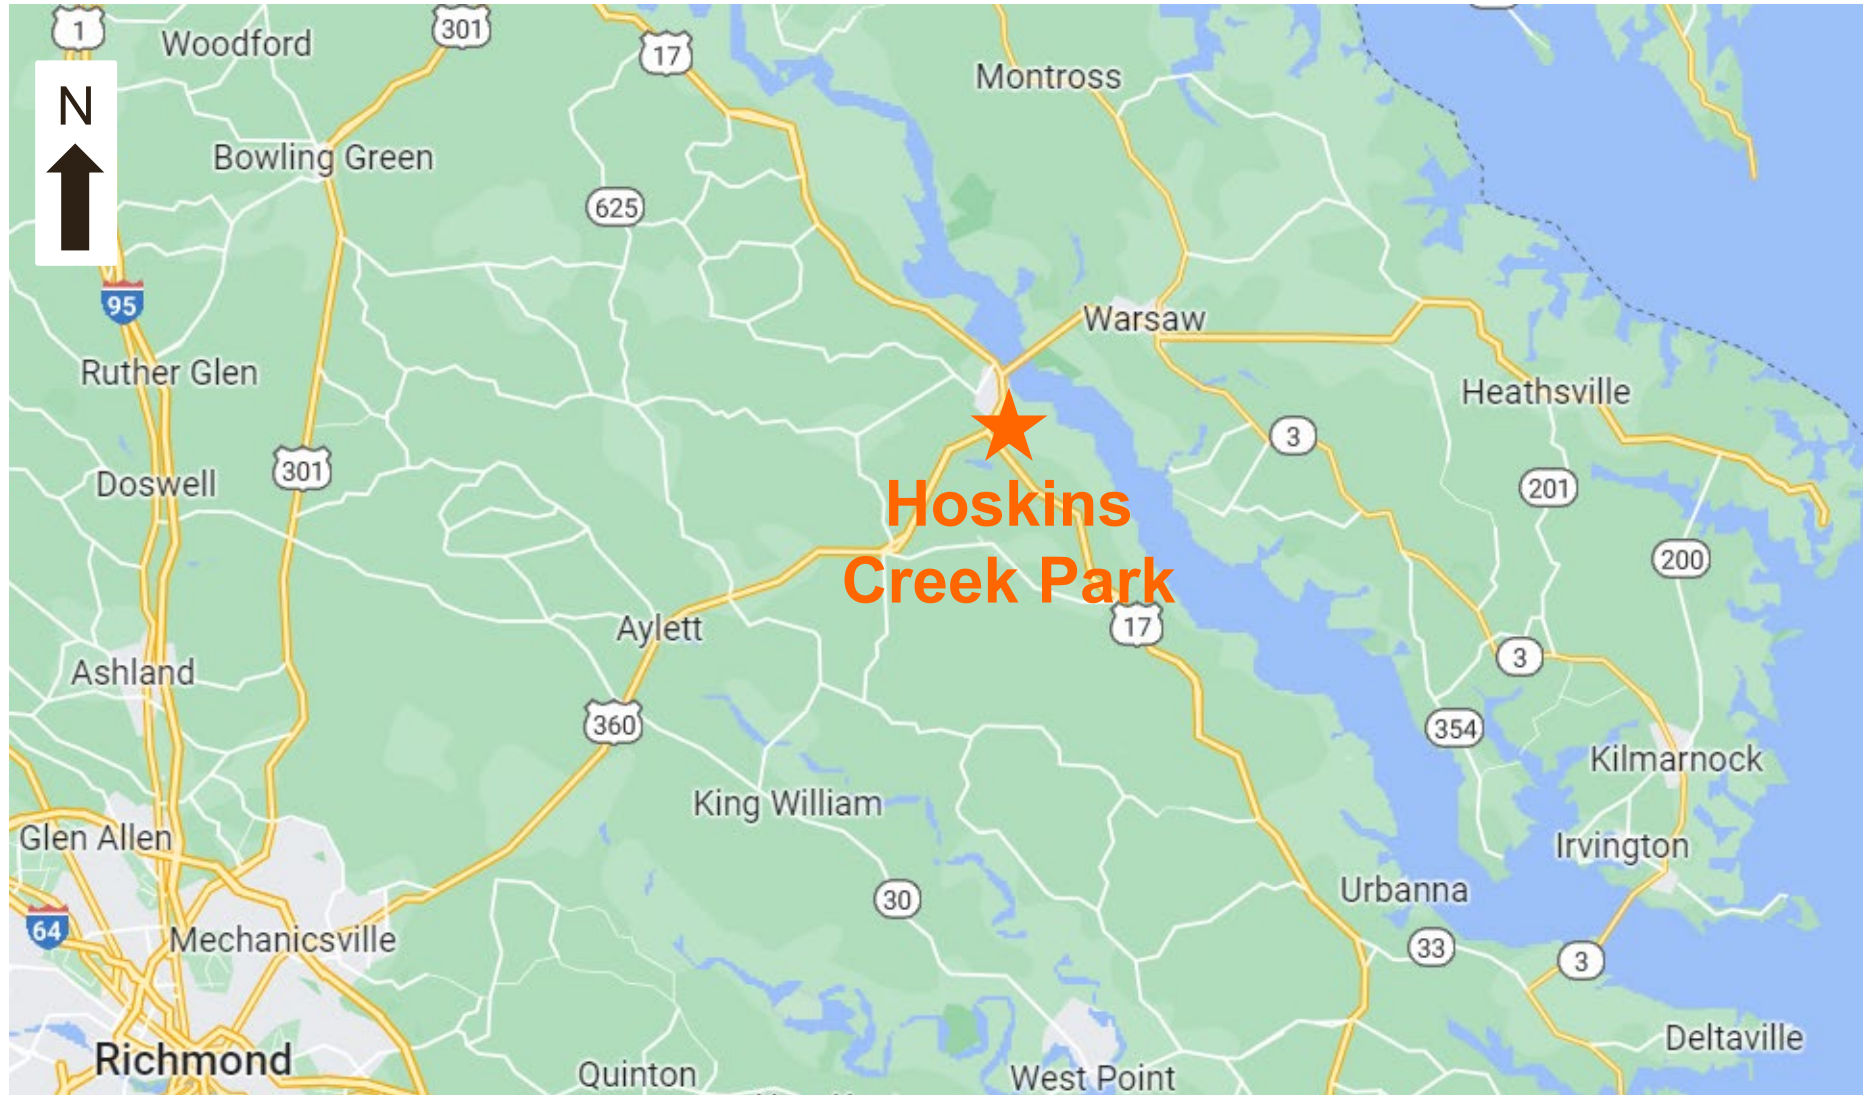 1
Woodford
301
17
Montross
N
Bowling Green
625
95
Warsaw
Ruther Glen
Heathsville
3
301
Doswell
201
Hoskins
Creek Park
200
17
Aylett
3
Ashland
360
354
Kilmarnock
King William
Glen Allen
Irvington
Urbanna
30
64
Mechanicsville
33
3
Deltaville
Richmond
Quinton
West Point